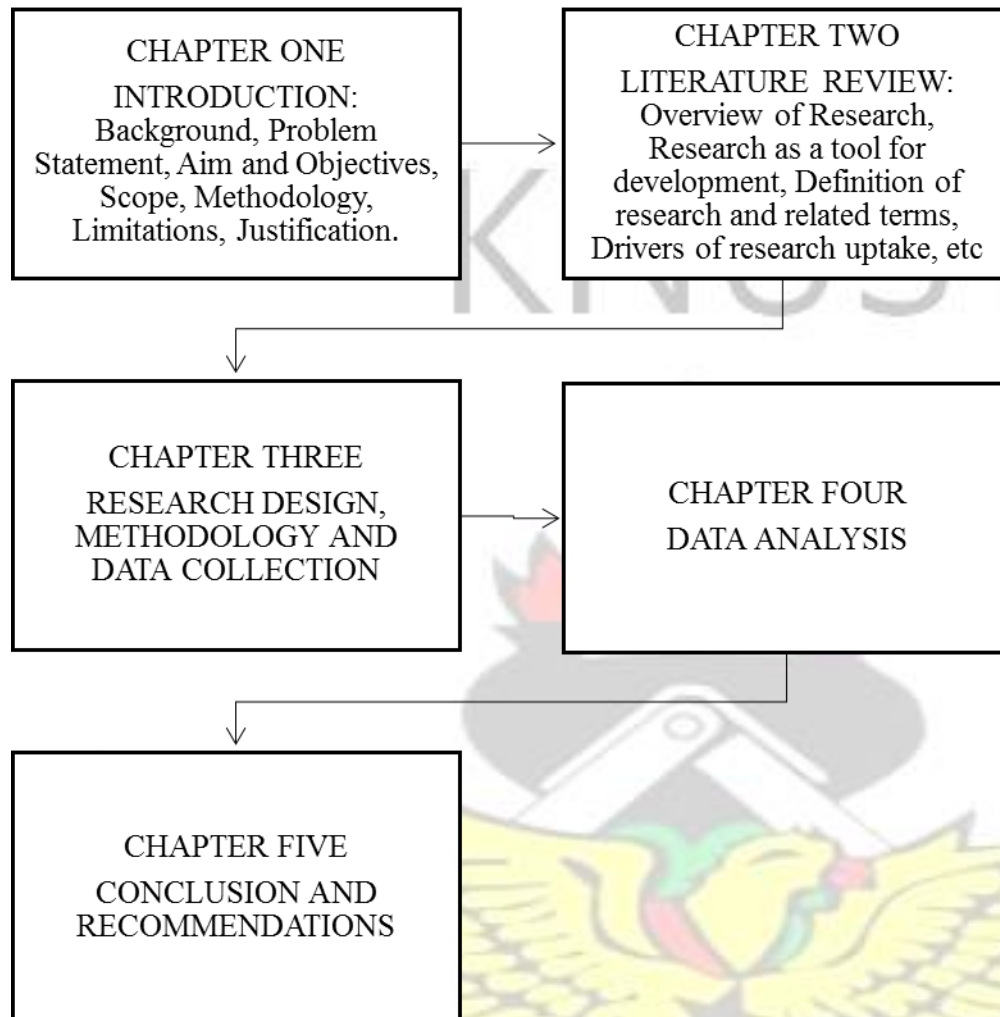 CHAPTER ONE
INTRODUCTION:
Background, Problem
Statement, Aim and Objectives,
Scope, Methodology,
Limitations, Justification.
CHAPTER TWO
LITERATURE REVIEW:
Overview of Research,
Research as a tool for
development, Definition of
research and related terms,
Drivers of research uptake, etc
CHAPTER THREE
RESEARCH DESIGN,
METHODOLOGY AND
DATA COLLECTION
CHAPTER FOUR
DATA ANALYSIS
CHAPTER FIVE
CONCLUSION AND
RECOMMENDATIONS